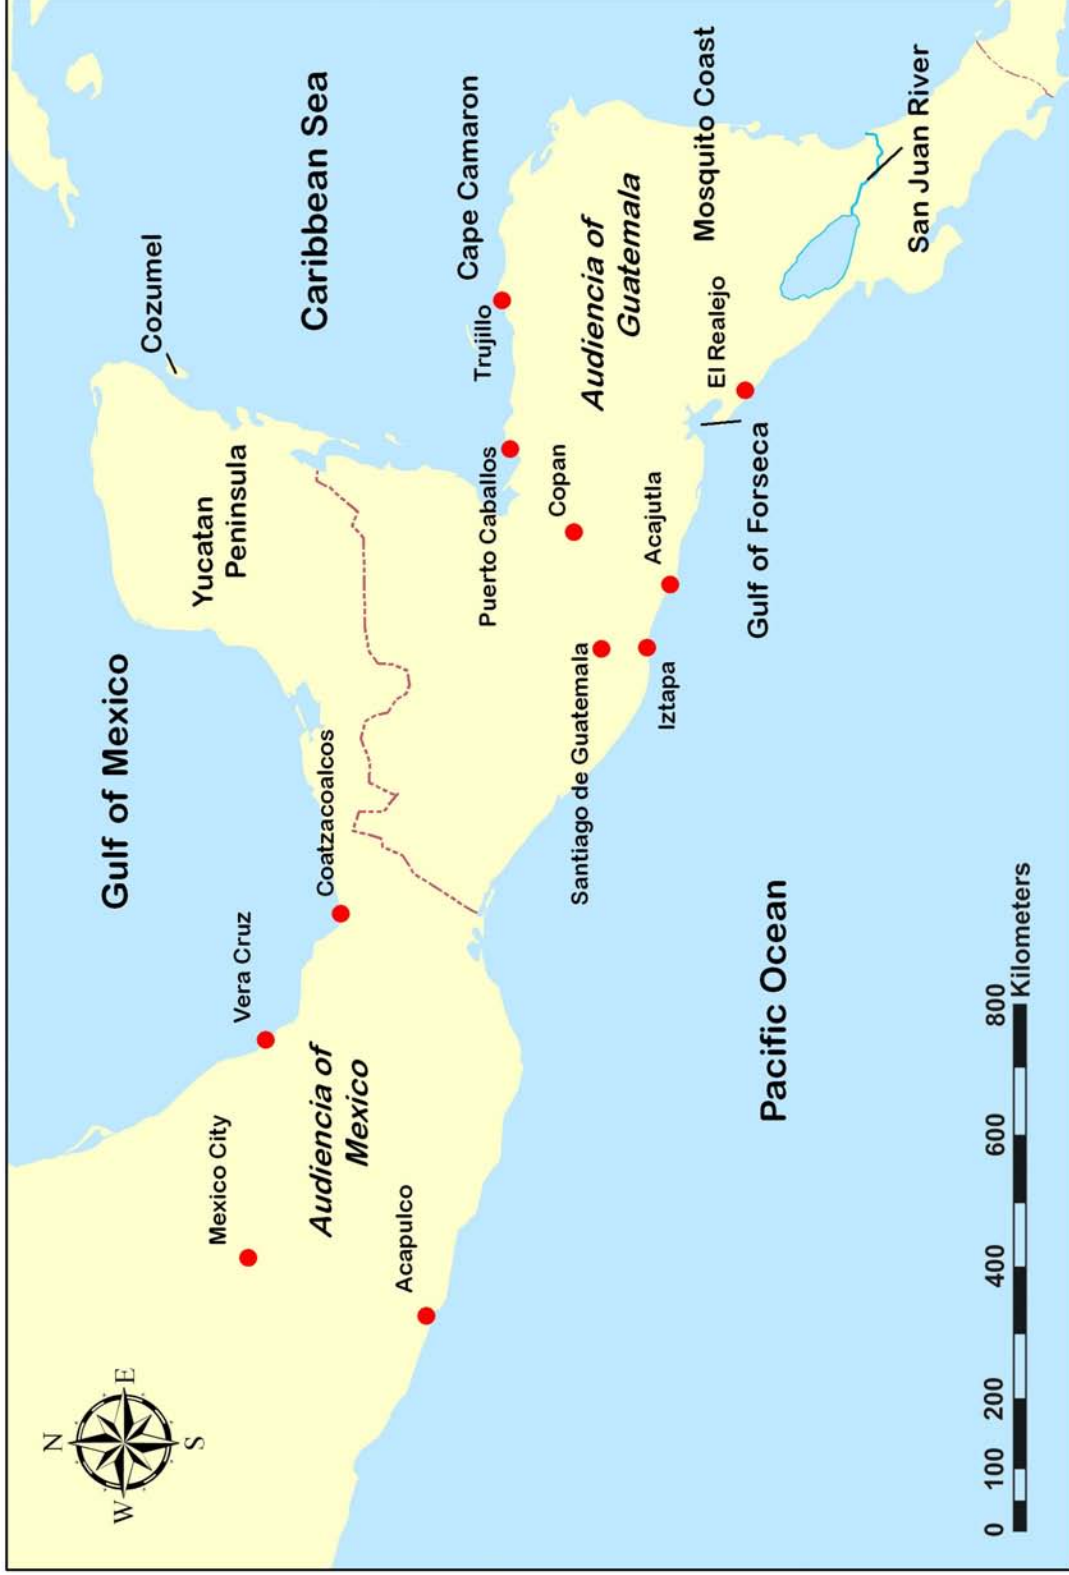 N
W
E
S
Gulf of Mexico
Cozumel
Yucatan
Peninsula
Caribbean Sea
Mexico City
Vera Cruz
Coatzacoalcos
Audiencia of
Mexico
Acapulco
Puerto Caballos
Trujillo
Cape Camaron
Copan
Santiago de Guatemala
Audiencia of
Guatemala
Iztapa
Acajutla
El Realejo
Mosquito Coast
Gulf of Forseca
San Juan River
Pacific Ocean
0 100 200 400 600 800
Kilometers